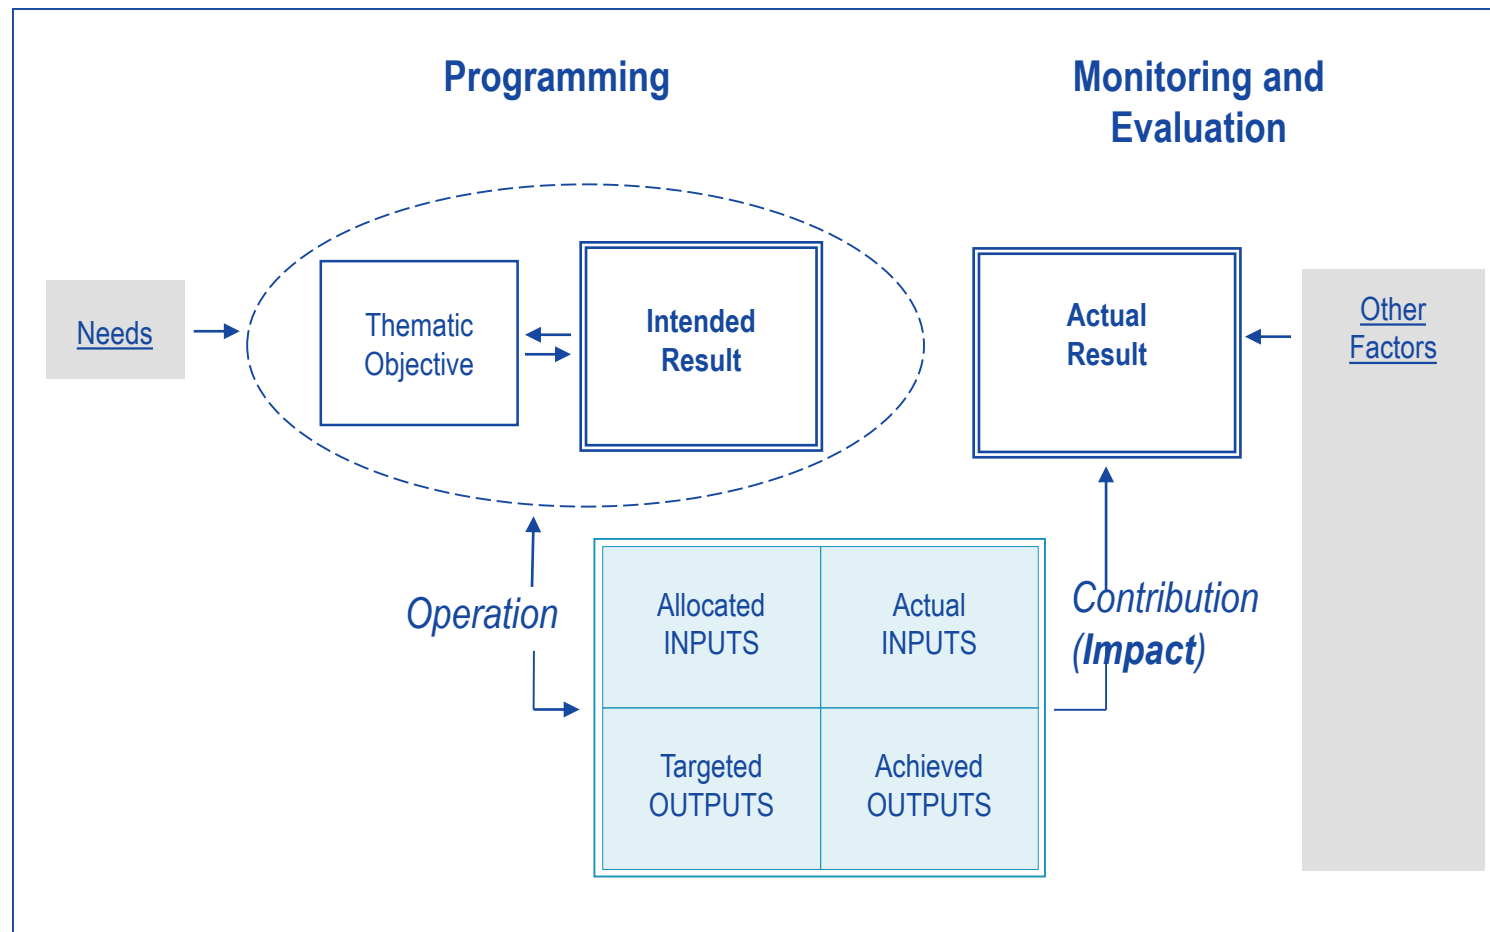 Programming
Monitoring and
Evaluation
Needs
Thematic
Objective
Intended
Result
Actual
Result
Other
Factors
Operation
Allocated
INPUTS
Actual
INPUTS
Contribution
(Impact)
Targeted
OUTPUTS
Achieved
OUTPUTS